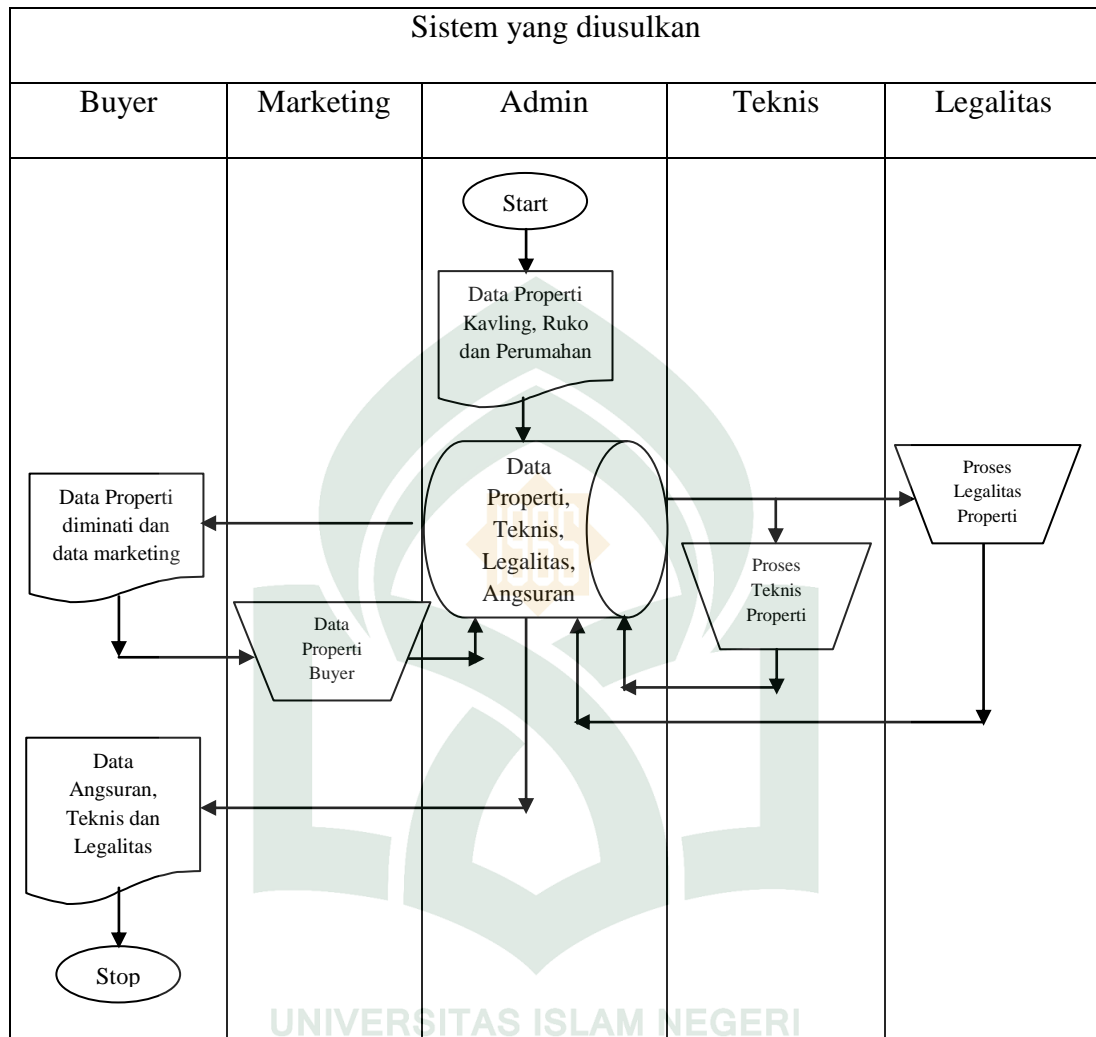 Sistem yang diusulkan
Buyer
Marketing
Admin
Teknis
Legalitas
Start
Data Properti
Kavling, Ruko
dan Perumahan
Data
Properti,
Teknis,
Legalitas,
Angsuran
Proses
Legalitas
Properti
Data Properti
diminati dan
data marketing
Proses
Teknis
Properti
Data
Properti
Buyer
Data
Angsuran,
Teknis dan
Legalitas
Stop
UNIVERSITAS ISLAM NEGERI